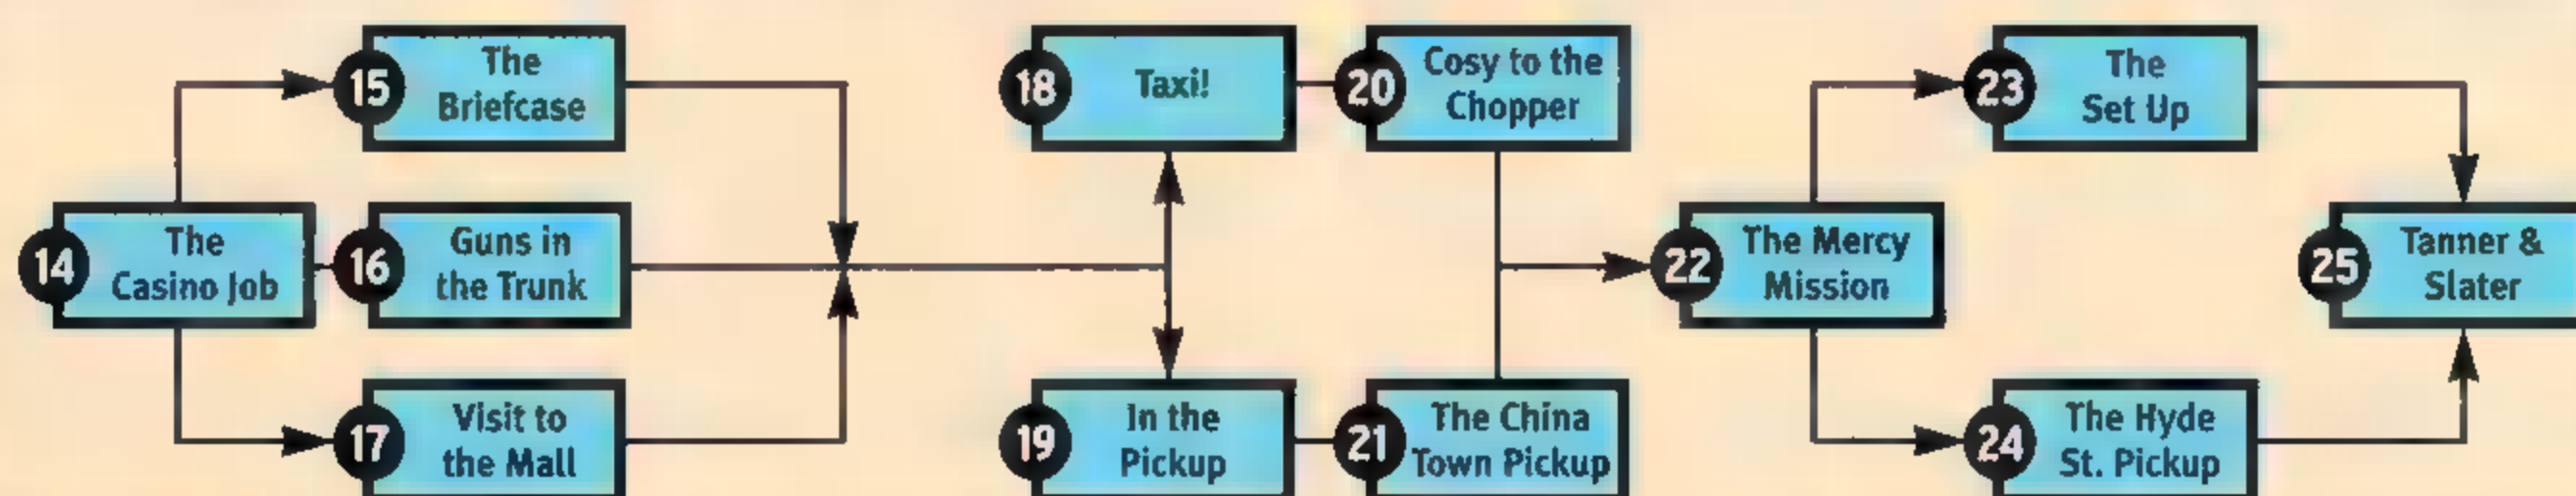 15
The
Briefcase
18
Taxi!
20
Cosy to the
Chopper
23
The
Set Up
14
The
Casino Job
16
Guns in
the Trunk
22
The Mercy
Mission
25
Tanner &
Slater
17
Visit to
the Mall
19
In the
Pickup
21
The China
Town Pickup
24
The Hyde
St. Pickup